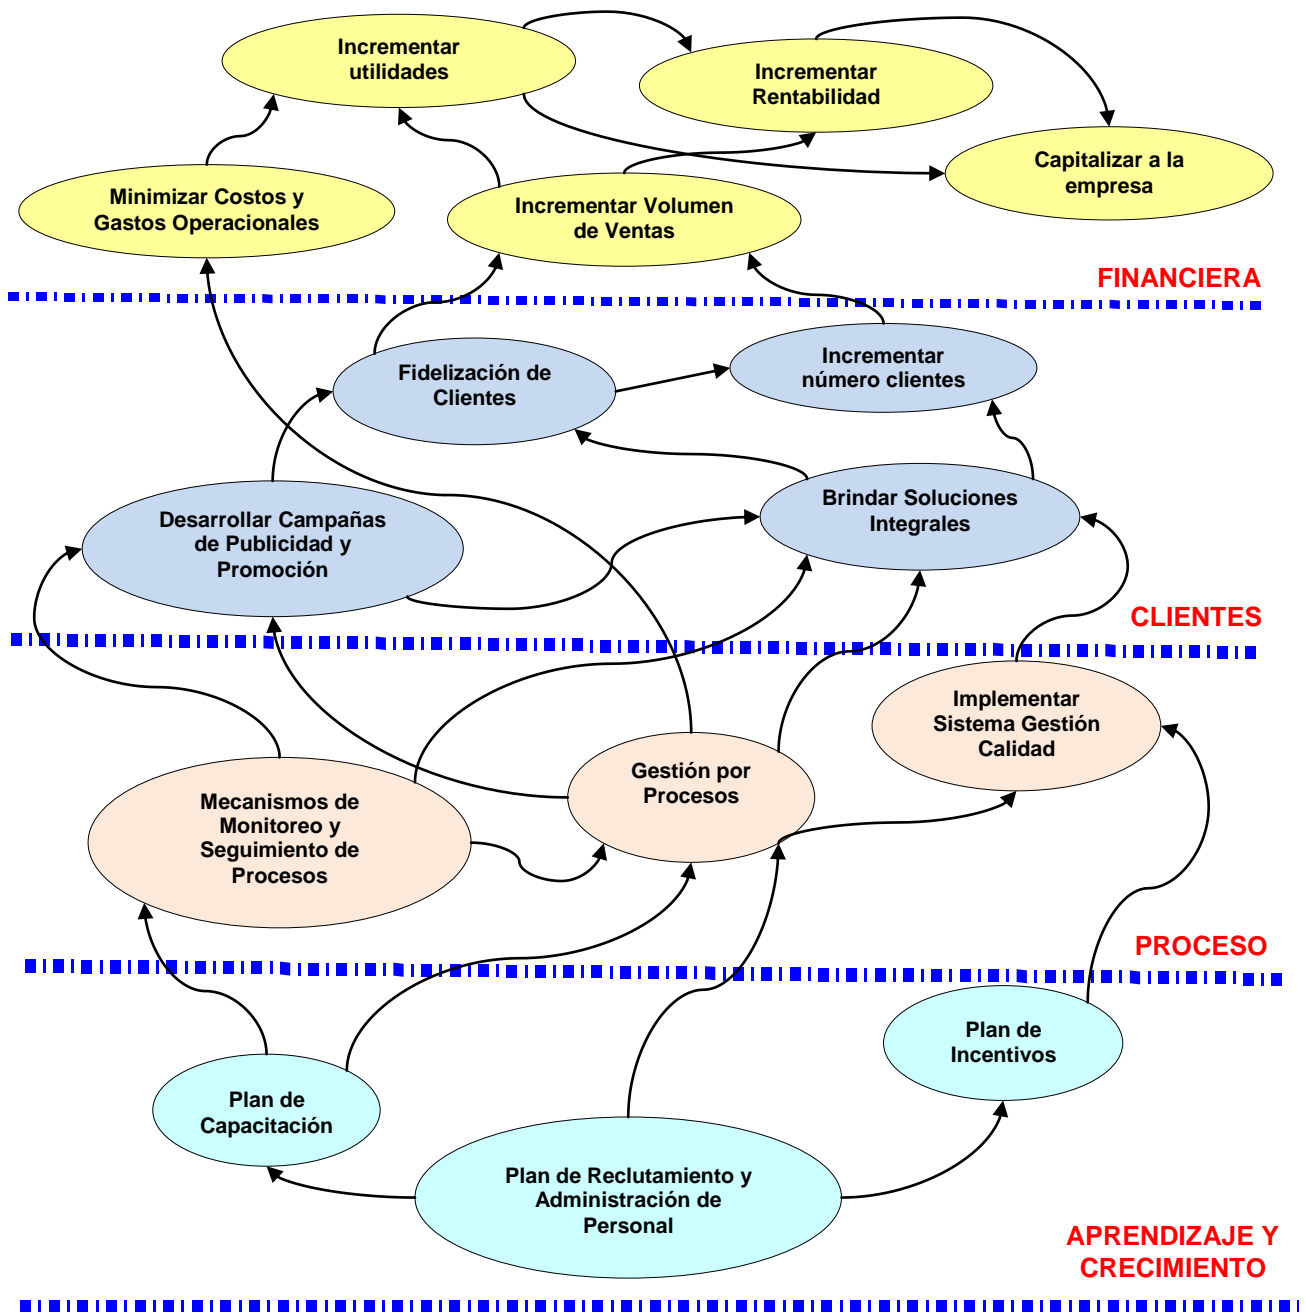 Incrementar
utilidades
Incrementar
Rentabilidad
Capitalizar a la
empresa
Minimizar Costos y
Gastos Operacionales
Incrementar Volumen
de Ventas
FINANCIERA
Fidelización de
Clientes
Incrementar
número clientes
Desarrollar Campañas
de Publicidad y
Promoción
Brindar Soluciones
Integrales
CLIENTES
Implementar
Sistema Gestión
Calidad
Gestión por
Procesos
Mecanismos de
Monitoreo y
Seguimiento de
Procesos
PROCESO
Plan de
Incentivos
Plan de
Capacitación
Plan de Reclutamiento y
Administración de
Personal
APRENDIZAJE Y
CRECIMIENTO